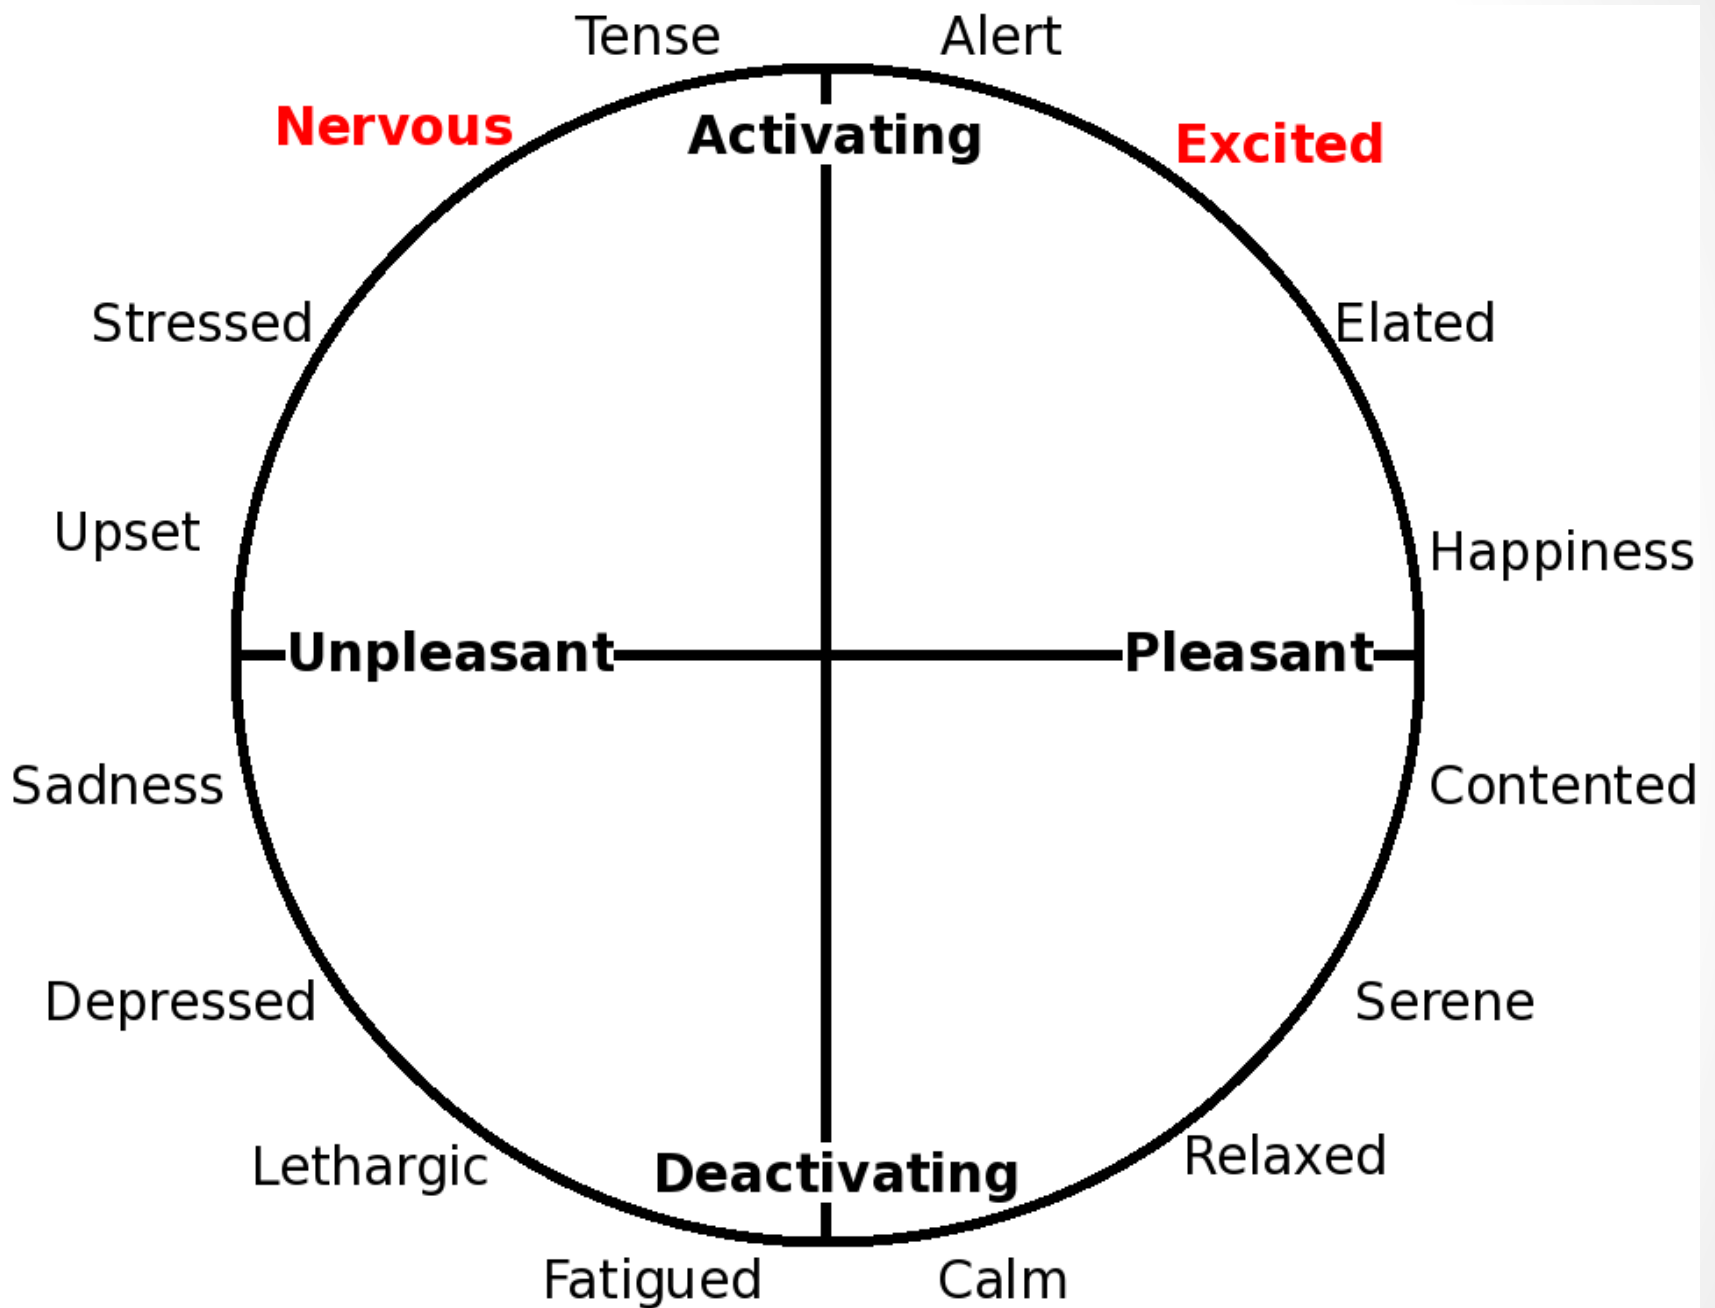 Tense
Alert
Nervous
Activating
Excited
Stressed
Elated
Upset
Happiness
Unpleasant
Pleasant
Sadness
Contented
Depressed
Serene
Lethargic
Deactivating
Relaxed
Fatigued
Calm